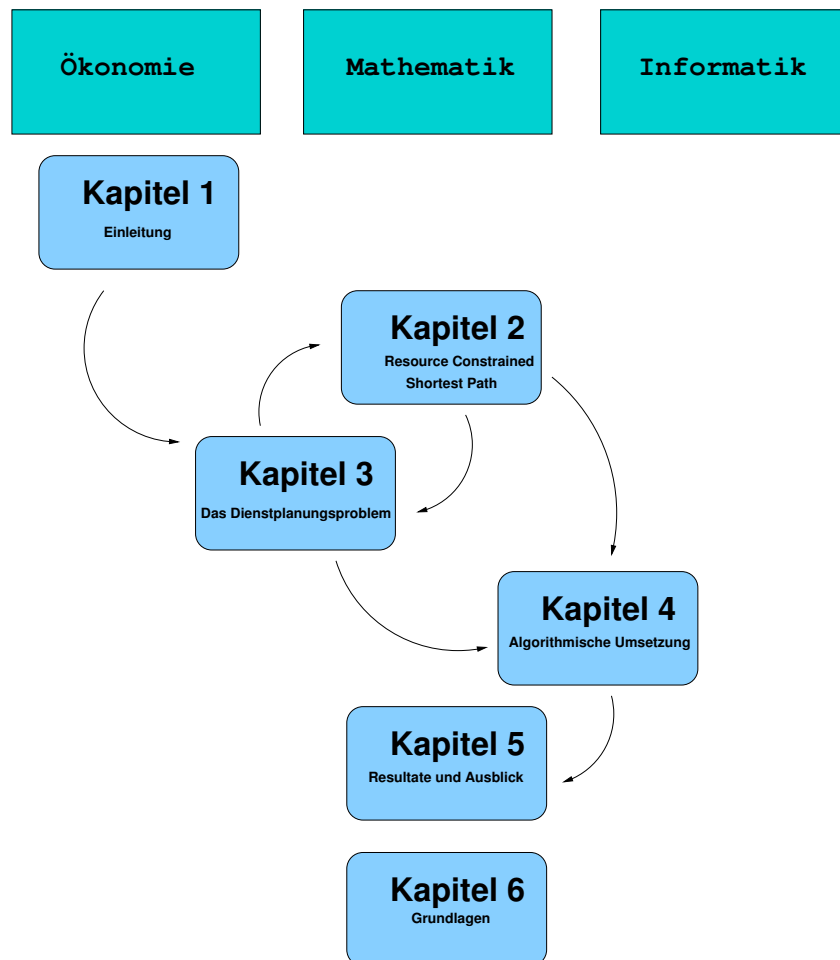 Ökonomie
Mathematik
Informatik
Kapitel 1
Einleitung
Kapitel 2
Resource Constrained
Shortest Path
Kapitel 3
Das Dienstplanungsproblem
Kapitel 4
Algorithmische Umsetzung
Kapitel 5
Resultate und Ausblick
Kapitel 6
Grundlagen